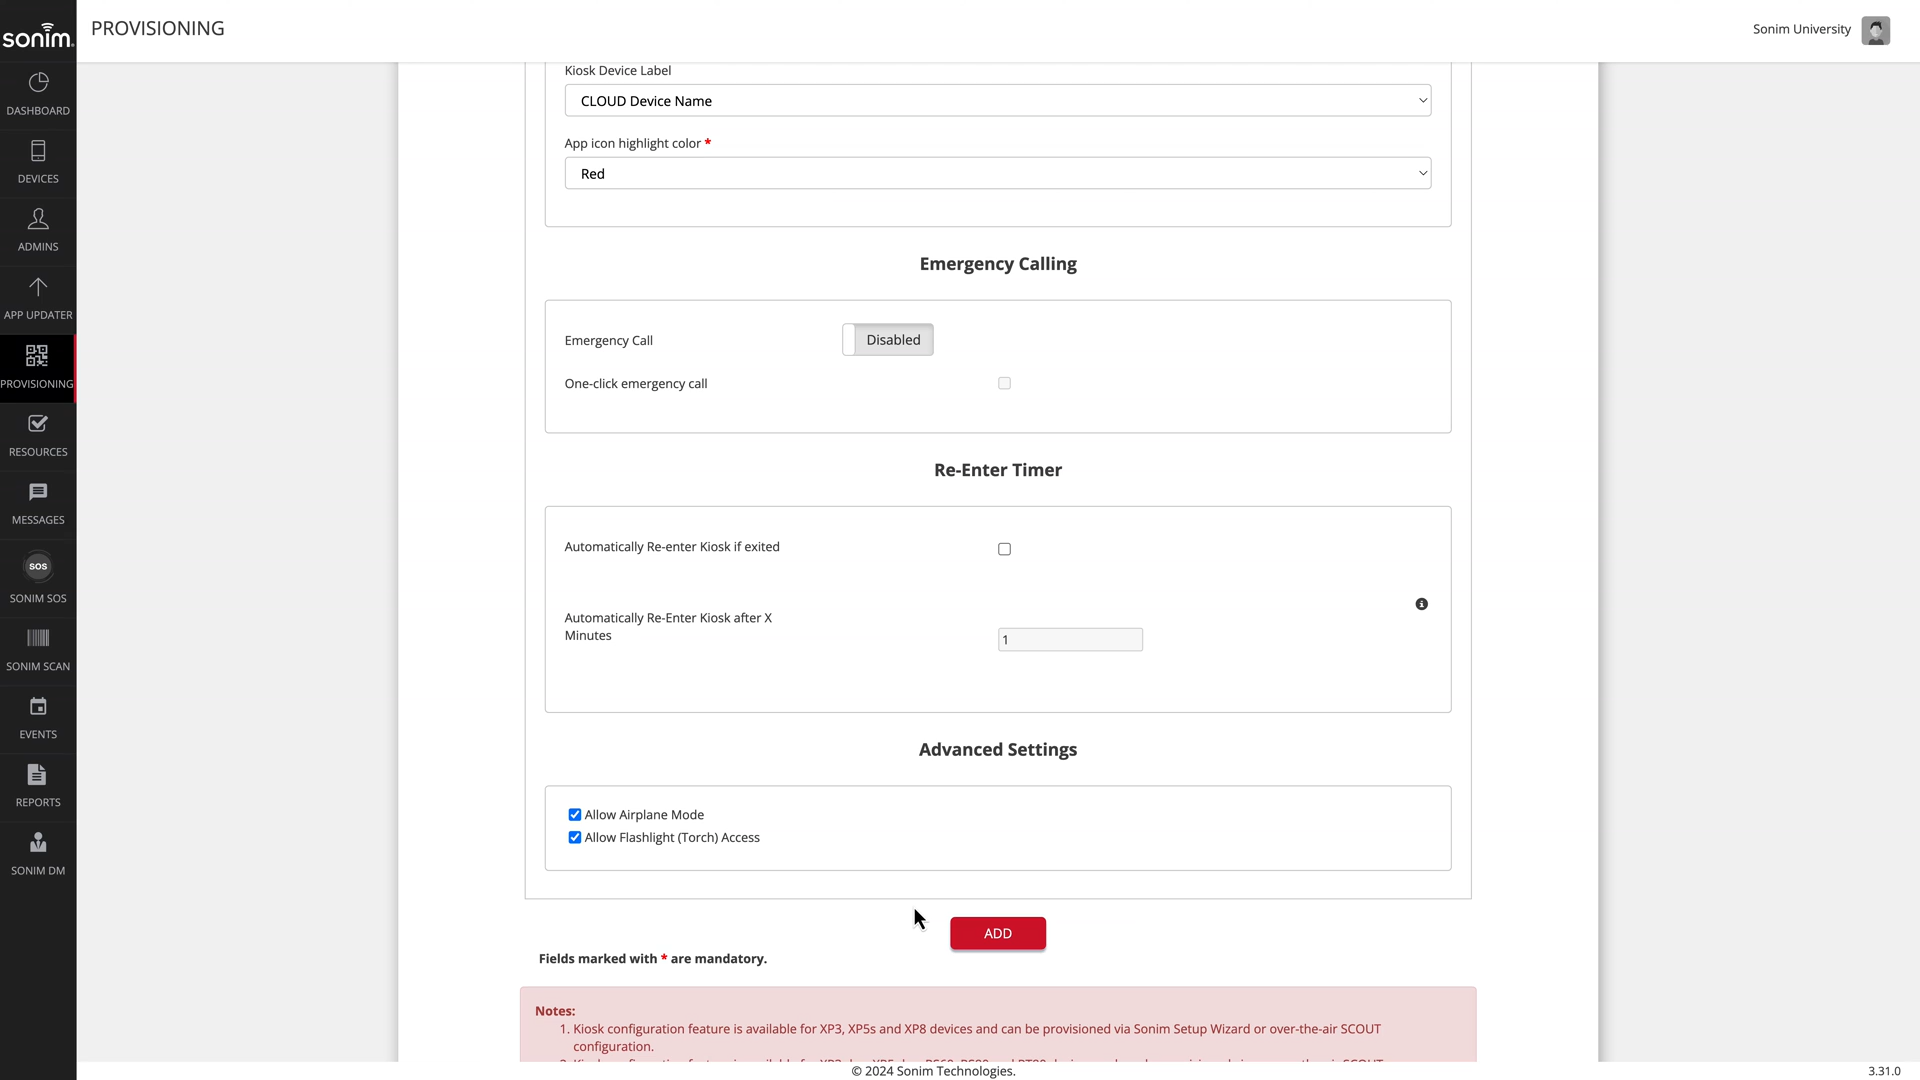 sonim
PROVISIONING
Sonim University
DASHBOARD
DEVICES
ADMINS
APP UPDATER
PROVISIONING
RESOURCES
MESSAGES
SOS
SONIM SOS
SONIM SCAN
EVENTS
REPORTS
SONIM DM
Kiosk Device Label
CLOUD Device Name
App icon highlight color *
Red
Emergency Calling
Emergency Call
Disabled
One-click emergency call
Re-Enter Timer
Automatically Re-enter Kiosk if exited
Automatically Re-Enter Kiosk after X
Minutes
1
Advanced Settings
Allow Airplane Mode
Allow Flashlight (Torch) Access
ADD
Fields marked with * are mandatory.
Notes:
1. Kiosk configuration feature is available for XP3, XP5s and XP8 devices and can be provisioned via Sonim Setup Wizard or over-the-air SCOUT
configuration.
© 2024 Sonim Technologies.
3.31.0